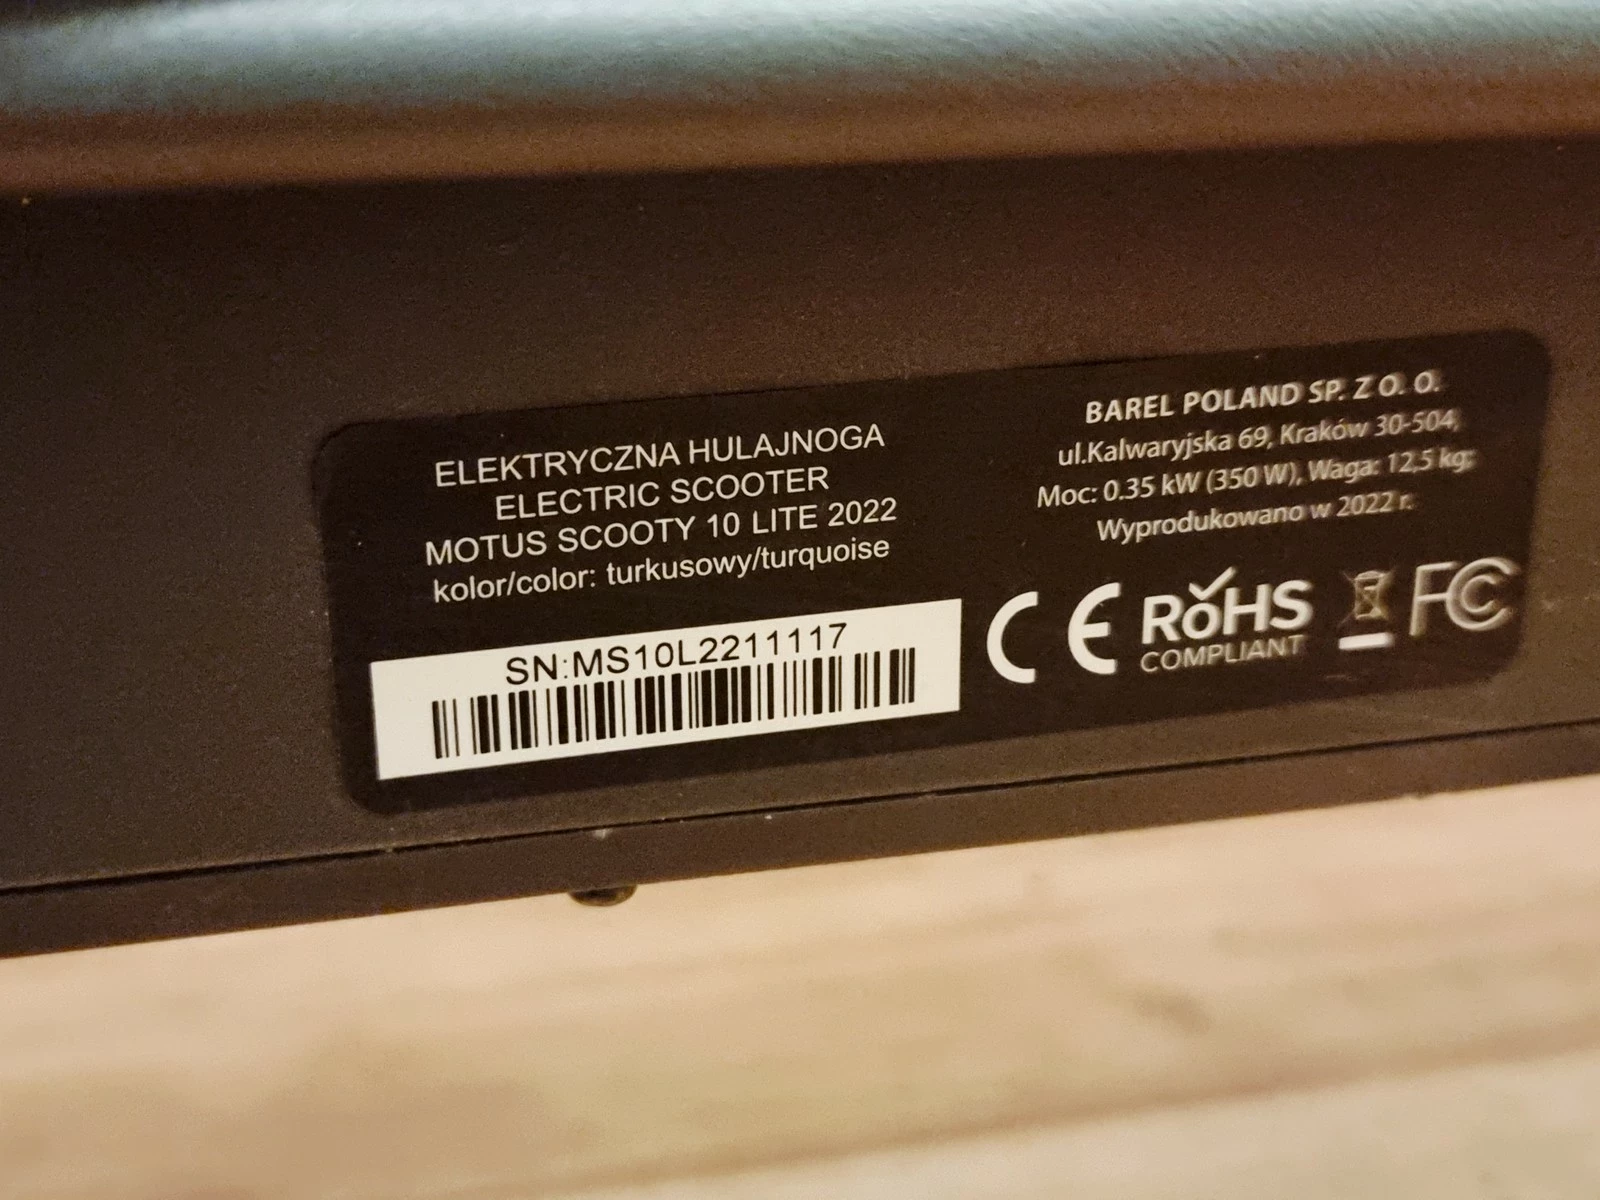 ELEKTRYCZNA HULAJNOGA
ELECTRIC SCOOTER
MOTUS SCOOTY 10 LITE 2022
kolor/color: turkusowy/turquoise
SN:MS10L2211117
BAREL POLAND SP. Z O. O.
ul.Kalwaryjska 69, Kraków 30-504,
Moc: 0.35 kW (350 W), Waga: 12,5 kg;
Wyprodukowano w 2022 r.
CE RoHS FC
COMPLIANT